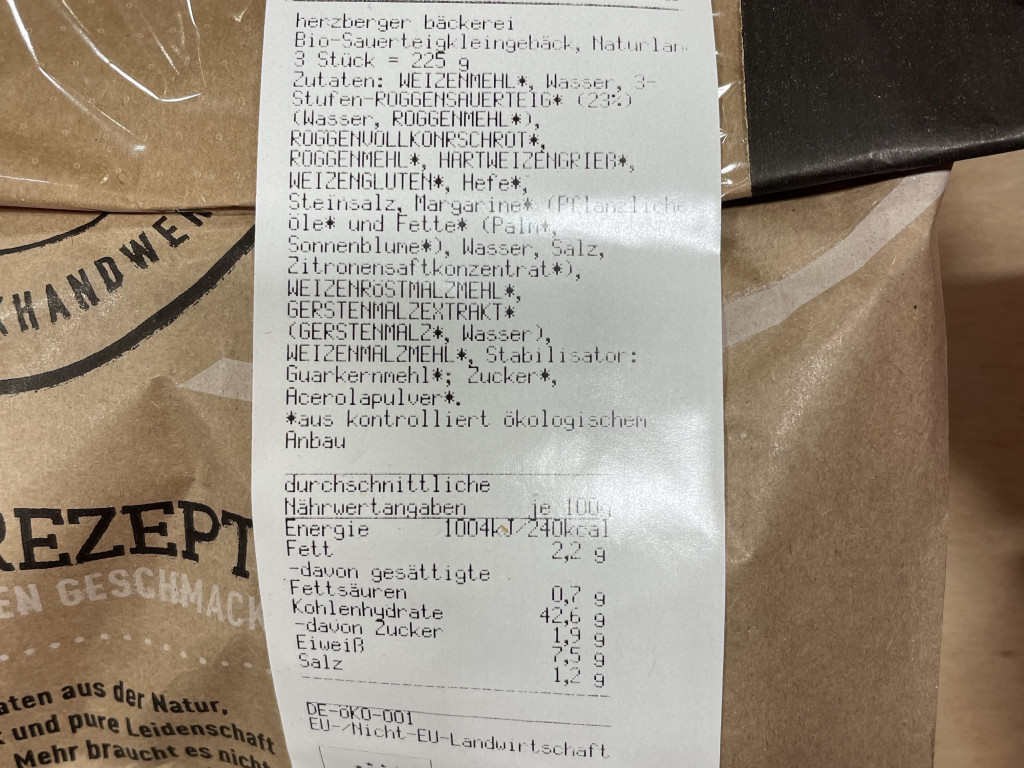 herzberger bäckerei
Bio-Sauerteigkleingebäck, Naturlan
3 Stück = 225 g
Zutaten: WEIZENMEHL*, Wasser, 3-
Stufen-ROGGENSAUERTEIG* (23%)
(Wasser, ROGGENMEHL*),
ROGGENVOLLKONRSCHROT*,
ROGGENMEHL*, HARTWEIZENGRIEß*,
WEIZENGLUTEN*, Hefe*,
Steinsalz, Margarine* (Pflanzliche
öle* und Fette* (Palm*,
Sonnenblume*), Wasser, Salz,
Zitronensaftkonzentrat*),
WEIZENRöSTMALZMEHL*,
GERSTENMALZEXTRAKT*
(GERSTENMALZ*, Wasser),
WEIZENMALZMEHL*, Stabilisator:
Guarkernmehl*; Zucker*,
Acerolapulver*.
*aus kontrolliert ökologischem
Anbau
durchschnittliche
Nährwertangaben je 100g
Energie 1004kJ/240kcal
Fett 2,2 g
-davon gesättigte
Fettsäuren 0,7 g
Kohlenhydrate 42,6 g
-davon Zucker 1,9 g
Eiweiß 7,5 g
Salz 1,2 g
DE-öKO-001
EU-/Nicht-EU-Landwirtschaft
KHANDWER
REZEPT
EN GESCHMACK
aten aus der Natur,
und pure Leidenschaft
Mehr braucht es nicht